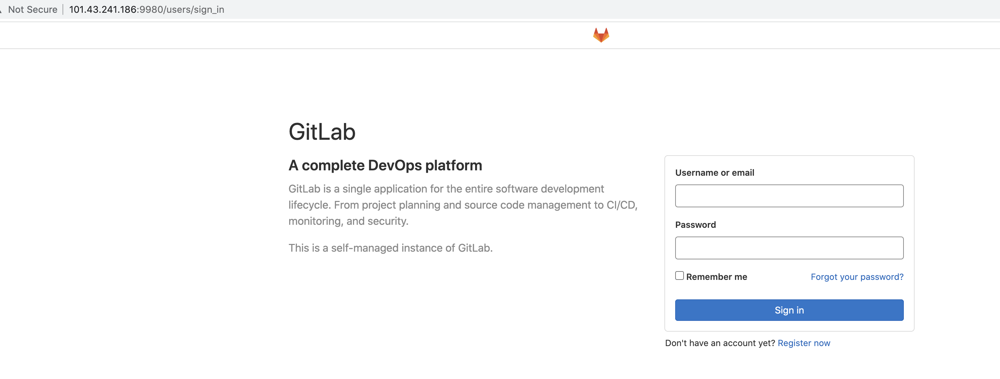 Not Secure | 101.43.241.186:9980/users/sign_in
GitLab
A complete DevOps platform
GitLab is a single application for the entire software development
lifecycle. From project planning and source code management to CI/CD,
monitoring, and security.
This is a self-managed instance of GitLab.
Username or email
Password
Remember me
Forgot your password?
Sign in
Don't have an account yet? Register now